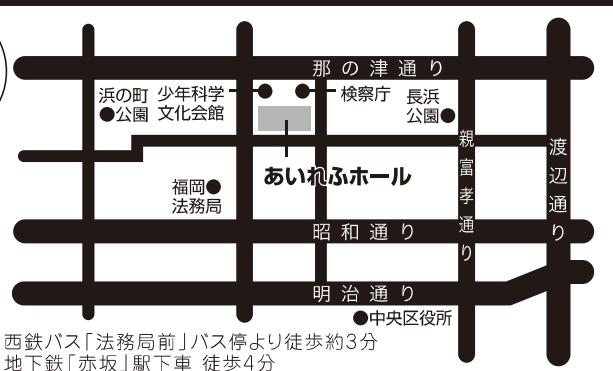 那の津通り
浜の町
公園
少年科学
文化会館
検察庁
長浜
公園
親富孝通り
渡辺通り
あいれふホール
福岡
法務局
昭和通り
明治通り
中央区役所
西鉄バス「法務局前」バス停より徒歩約3分
地下鉄「赤坂」駅下車 徒歩4分